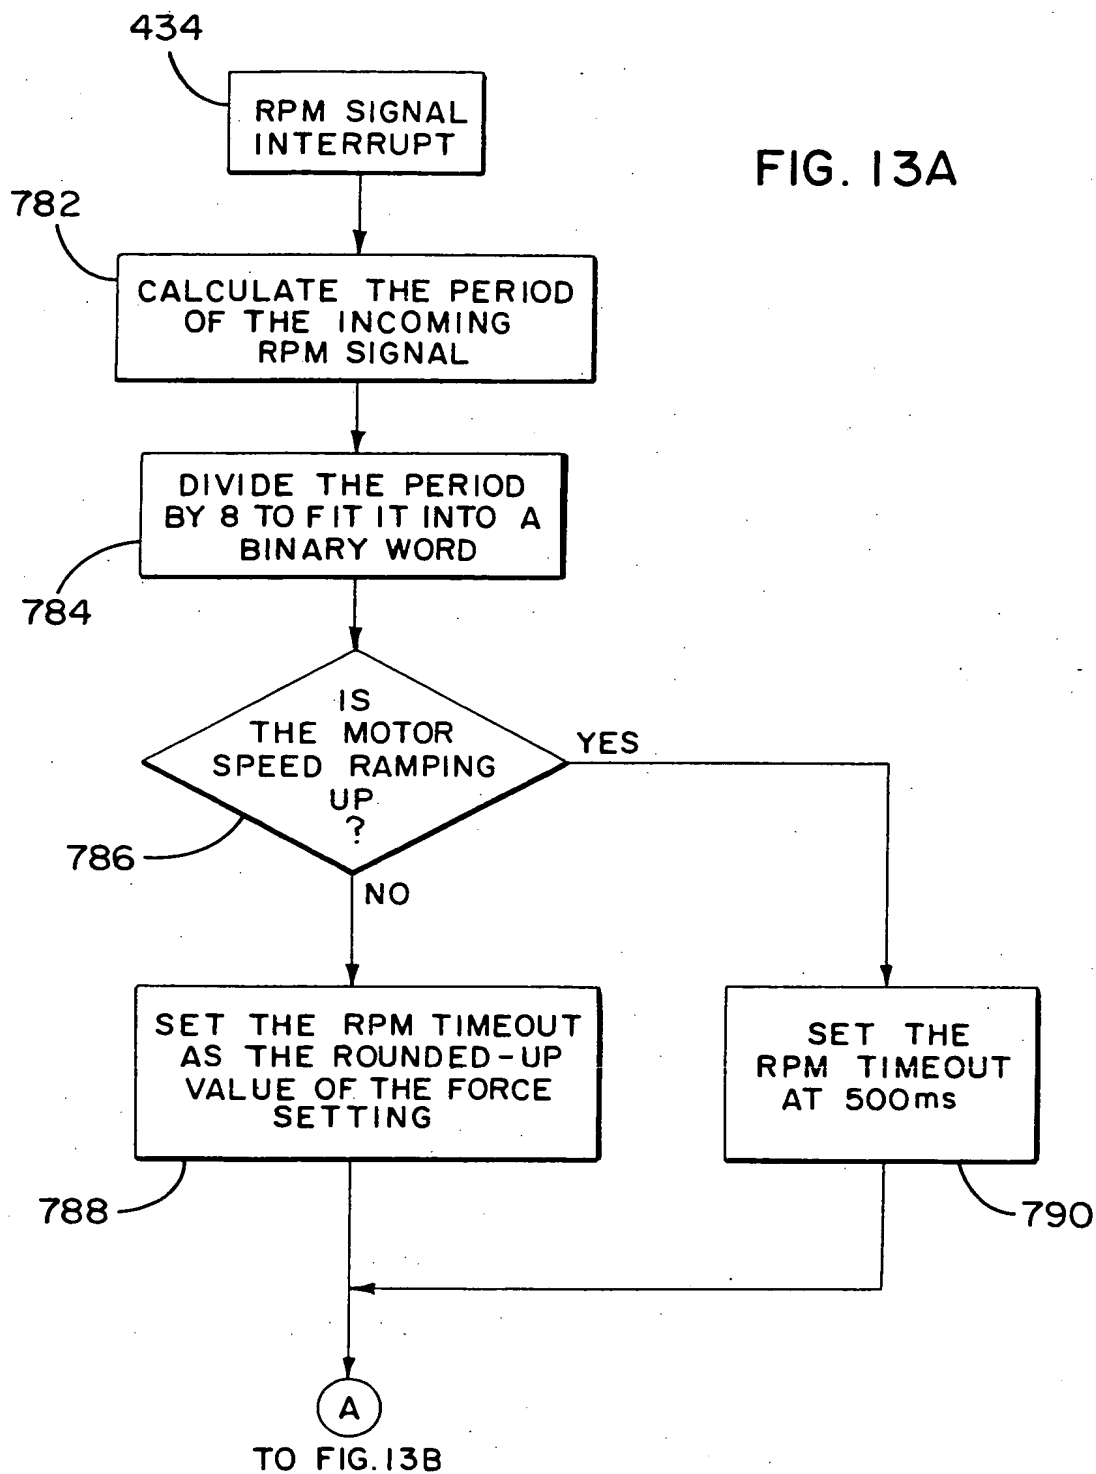 434
RPM SIGNAL
INTERRUPT
FIG. 13A
782
CALCULATE THE PERIOD
OF THE INCOMING
RPM SIGNAL
DIVIDE THE PERIOD
BY 8 TO FIT IT INTO A
BINARY WORD
784
IS
THE MOTOR
SPEED RAMPING
UP
?
YES
786
NO
SET THE RPM TIMEOUT
AS THE ROUNDED-UP
VALUE OF THE FORCE
SETTING
SET THE
RPM TIMEOUT
AT 500ms
788
790
A
TO FIG. 13B